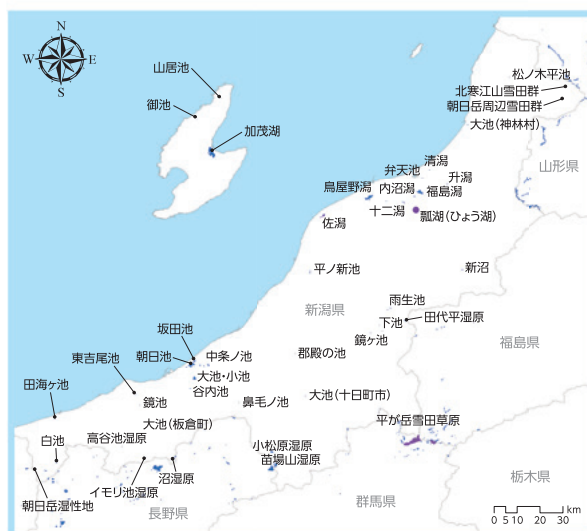 N
W E
S
山居池
御池
加茂湖
松ノ木平池
北寒江山雪田群
朝日岳周辺雪田群
大池(神林村)
山形県
清潟
弁天池
升潟
鳥屋野潟
内沼潟
福島潟
十二潟
瓢湖(ひょう湖)
佐潟
平ノ新池
新沼
雨生池
新潟県
下池
田代平湿原
坂田池
鏡ヶ池
福島県
東吉尾池
朝日池
中条ノ池
郡殿の池
大池・小池
田海ヶ池
谷内池
鏡池
鼻毛ノ池
大池(十日町市)
大池(板倉町)
平が岳雪田草原
白池
高谷池湿原
小松原湿原
苗場山湿原
沼湿原
朝日岳湿性地
イモリ池湿原
長野県
群馬県
栃木県
0 5 10 20 30 km